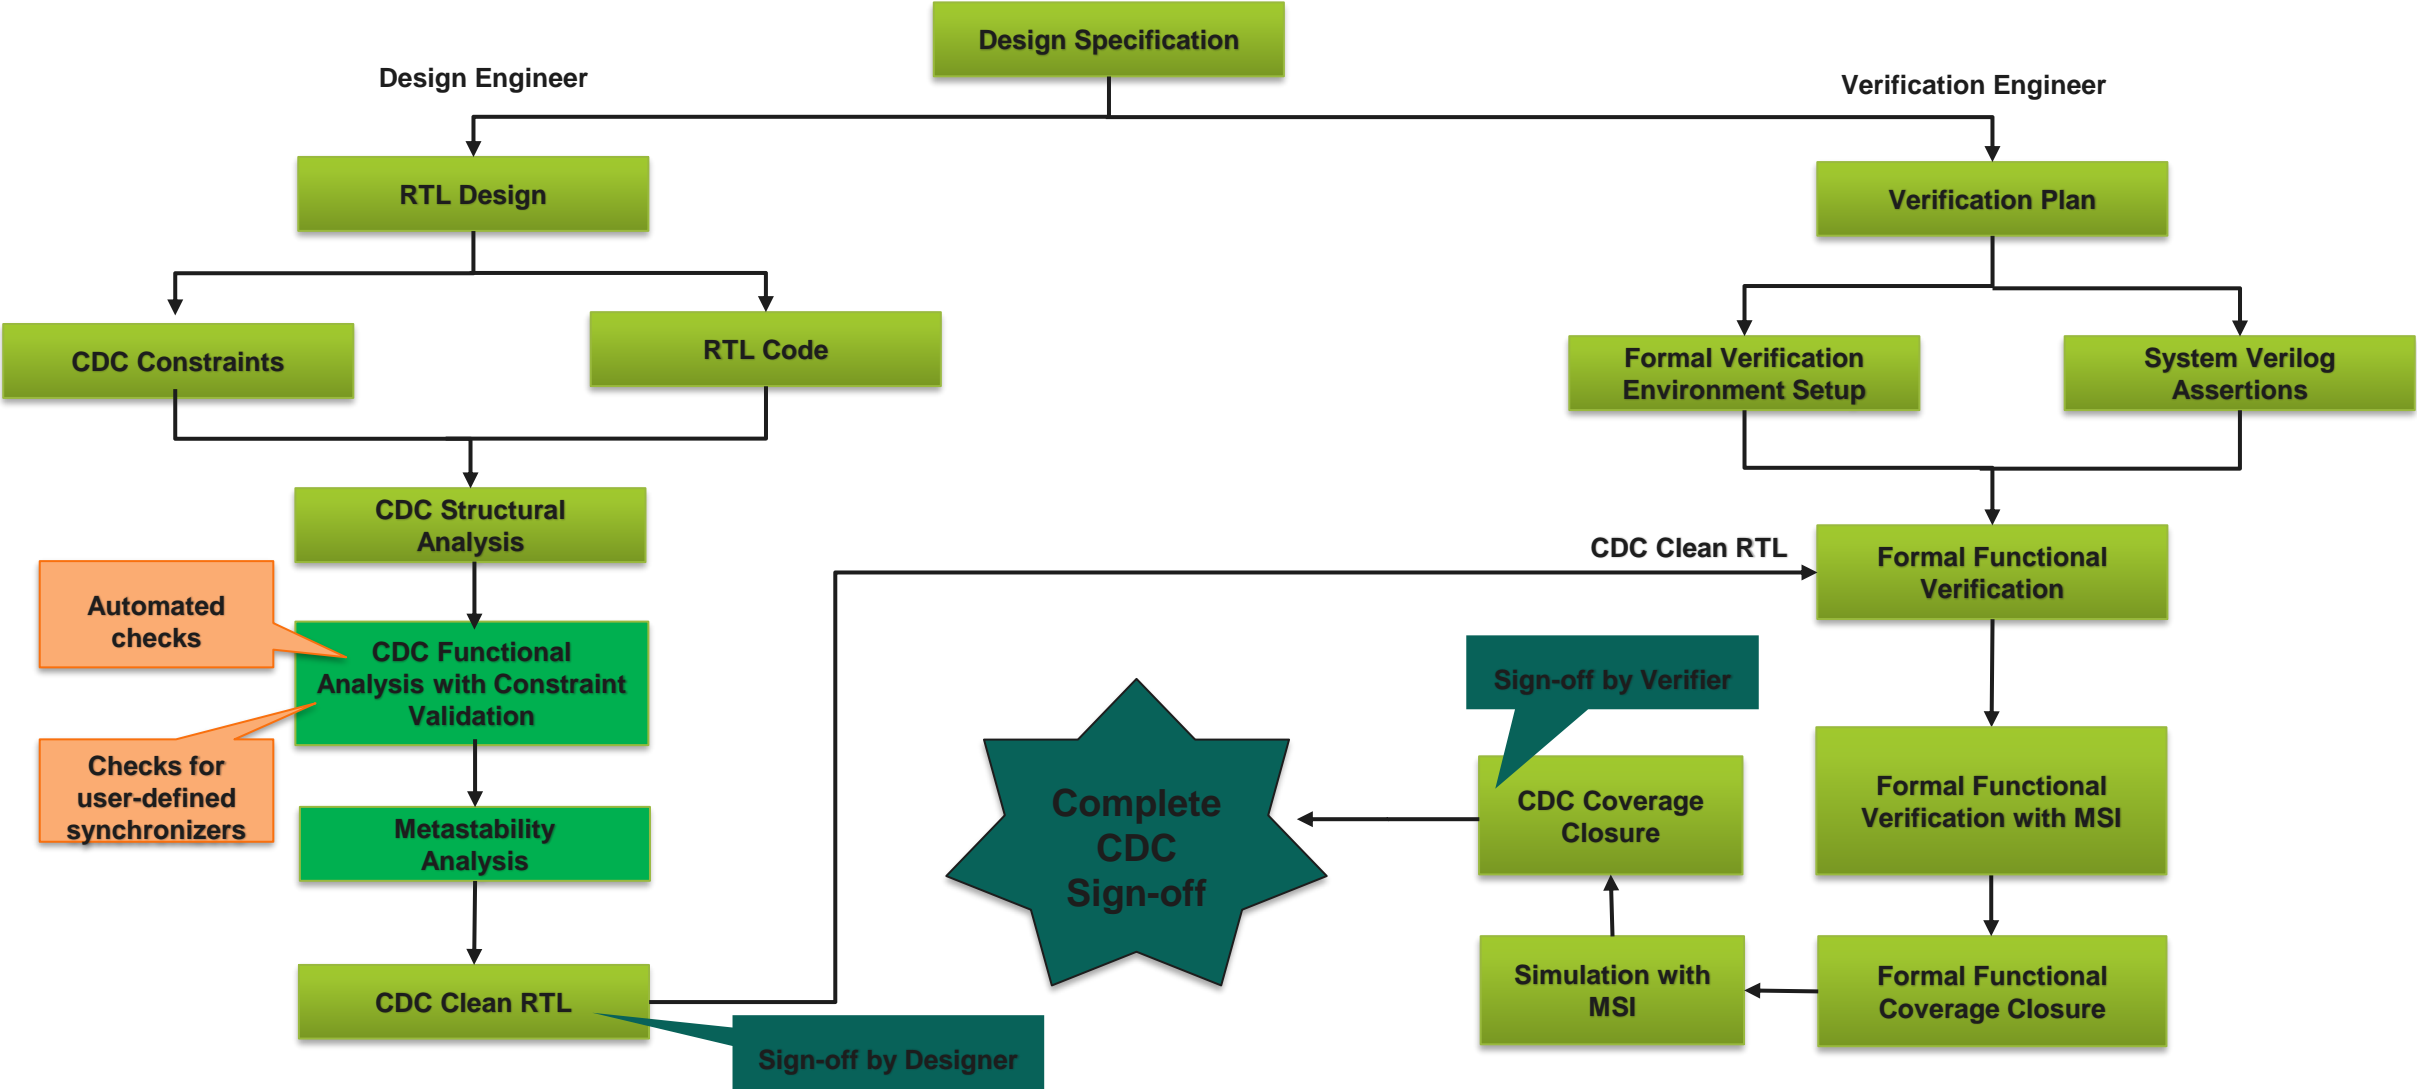 Design Specification
Design Engineer
Verification Engineer
RTL Design
Verification Plan
CDC Constraints
RTL Code
Formal Verification
Environment Setup
System Verilog
Assertions
CDC Structural
Analysis
CDC Clean RTL
Formal Functional
Verification
Automated
checks
CDC Functional
Analysis with Constraint
Validation
Sign-off by Verifier
Checks for
user-defined
synchronizers
Metastability
Analysis
Complete
CDC
Sign-off
CDC Coverage
Closure
Formal Functional
Verification with MSI
CDC Clean RTL
Sign-off by Designer
Simulation with
MSI
Formal Functional
Coverage Closure